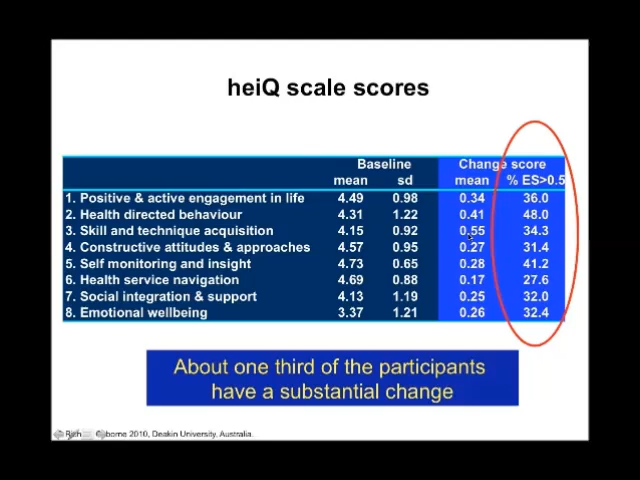 heiQ scale scores
Baseline Change score
mean sd mean % ES>0.5
1. Positive & active engagement in life 4.49 0.98 0.34 36.0
2. Health directed behaviour 4.31 1.22 0.41 48.0
3. Skill and technique acquisition 4.15 0.92 0.55 34.3
4. Constructive attitudes & approaches 4.57 0.95 0.27 31.4
5. Self monitoring and insight 4.73 0.65 0.28 41.2
6. Health service navigation 4.69 0.88 0.17 27.6
7. Social integration & support 4.13 1.19 0.25 32.0
8. Emotional wellbeing 3.37 1.21 0.26 32.4
About one third of the participants
have a substantial change
Osborne 2010, Deakin University, Australia.